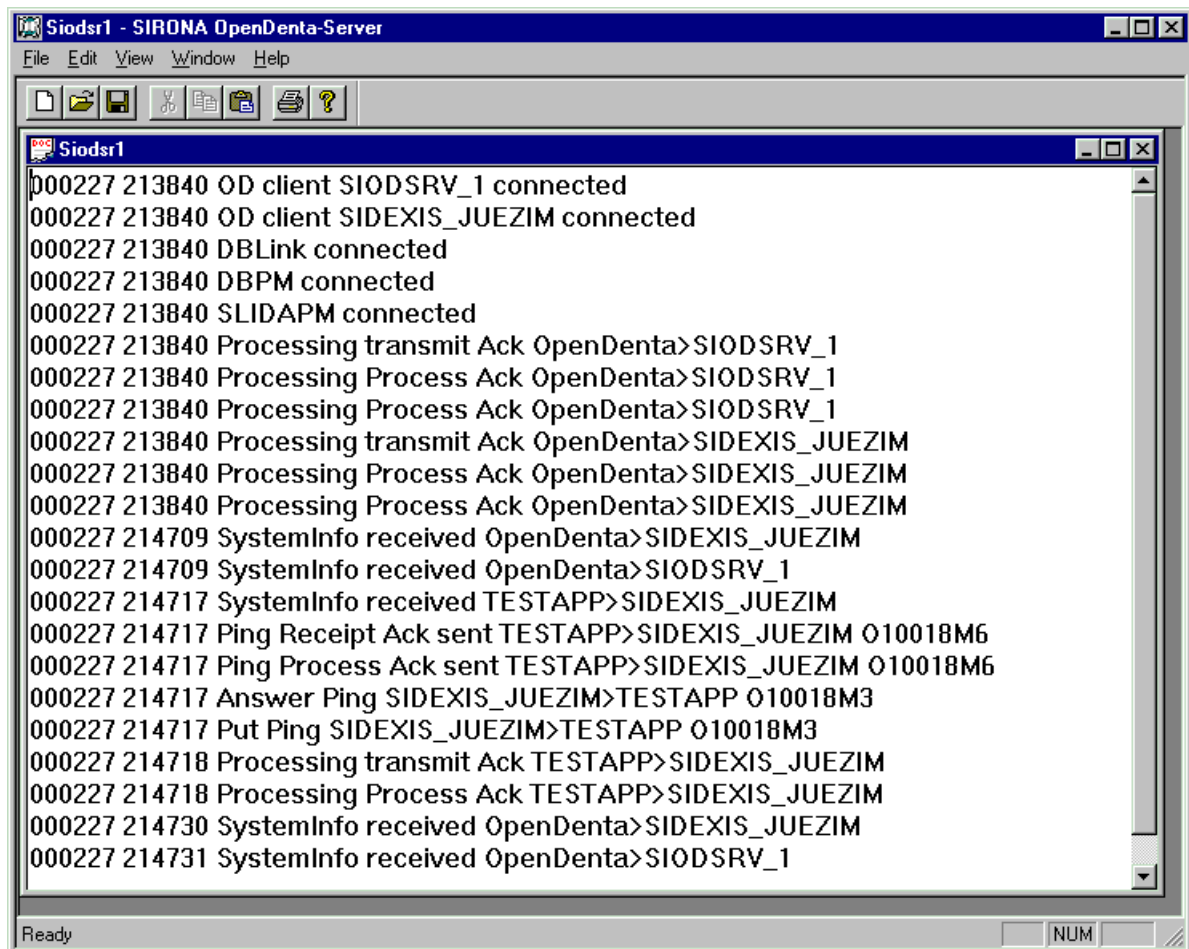 Siodsr1 - SIRONA OpenDenta-Server
File Edit View Window Help
Siodsr1
000227 213840 OD client SIODSRV_1 connected
000227 213840 OD client SIDEXIS_JUEZIM connected
000227 213840 DBLink connected
000227 213840 DBPM connected
000227 213840 SLIDAPM connected
000227 213840 Processing transmit Ack OpenDenta>SIODSRV_1
000227 213840 Processing Process Ack OpenDenta>SIODSRV_1
000227 213840 Processing Process Ack OpenDenta>SIODSRV_1
000227 213840 Processing transmit Ack OpenDenta>SIDEXIS_JUEZIM
000227 213840 Processing Process Ack OpenDenta>SIDEXIS_JUEZIM
000227 213840 Processing Process Ack OpenDenta>SIDEXIS_JUEZIM
000227 214709 SystemInfo received OpenDenta>SIDEXIS_JUEZIM
000227 214709 SystemInfo received OpenDenta>SIODSRV_1
000227 214717 SystemInfo received TESTAPP>SIDEXIS_JUEZIM
000227 214717 Ping Receipt Ack sent TESTAPP>SIDEXIS_JUEZIM O10018M6
000227 214717 Ping Process Ack sent TESTAPP>SIDEXIS_JUEZIM O10018M6
000227 214717 Answer Ping SIDEXIS_JUEZIM>TESTAPP O10018M3
000227 214717 Put Ping SIDEXIS_JUEZIM>TESTAPP O10018M3
000227 214718 Processing transmit Ack TESTAPP>SIDEXIS_JUEZIM
000227 214718 Processing Process Ack TESTAPP>SIDEXIS_JUEZIM
000227 214730 SystemInfo received OpenDenta>SIDEXIS_JUEZIM
000227 214731 SystemInfo received OpenDenta>SIODSRV_1
Ready NUM